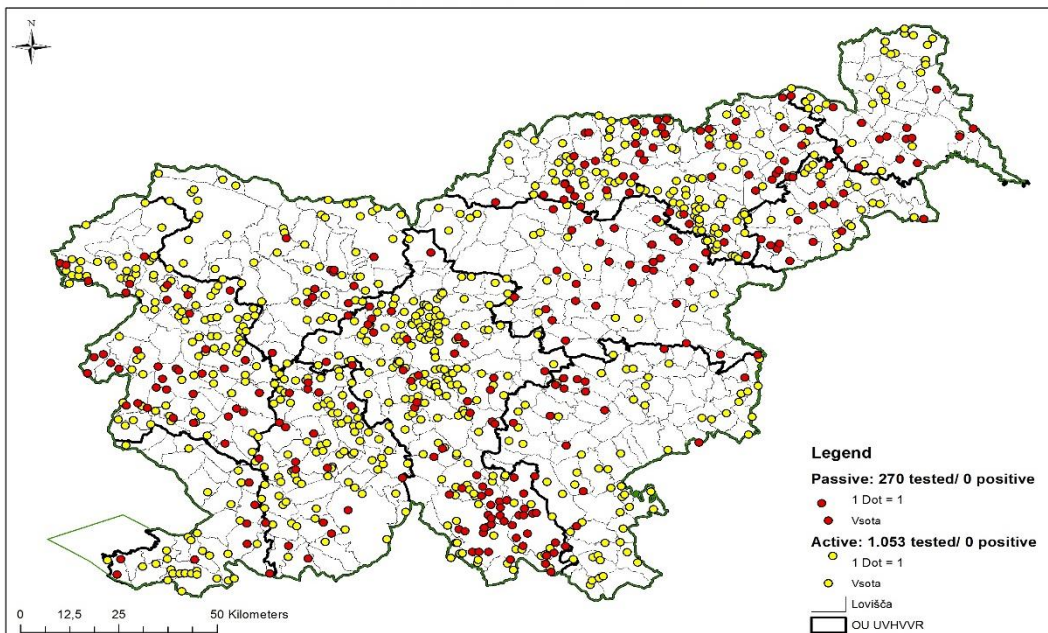 N
Legend
Passive: 270 tested/ 0 positive
1 Dot = 1
Vsota
Active: 1.053 tested/ 0 positive
1 Dot = 1
Vsota
Lovišča
OU UVHVVR
0 12,5 25 50 Kilometers